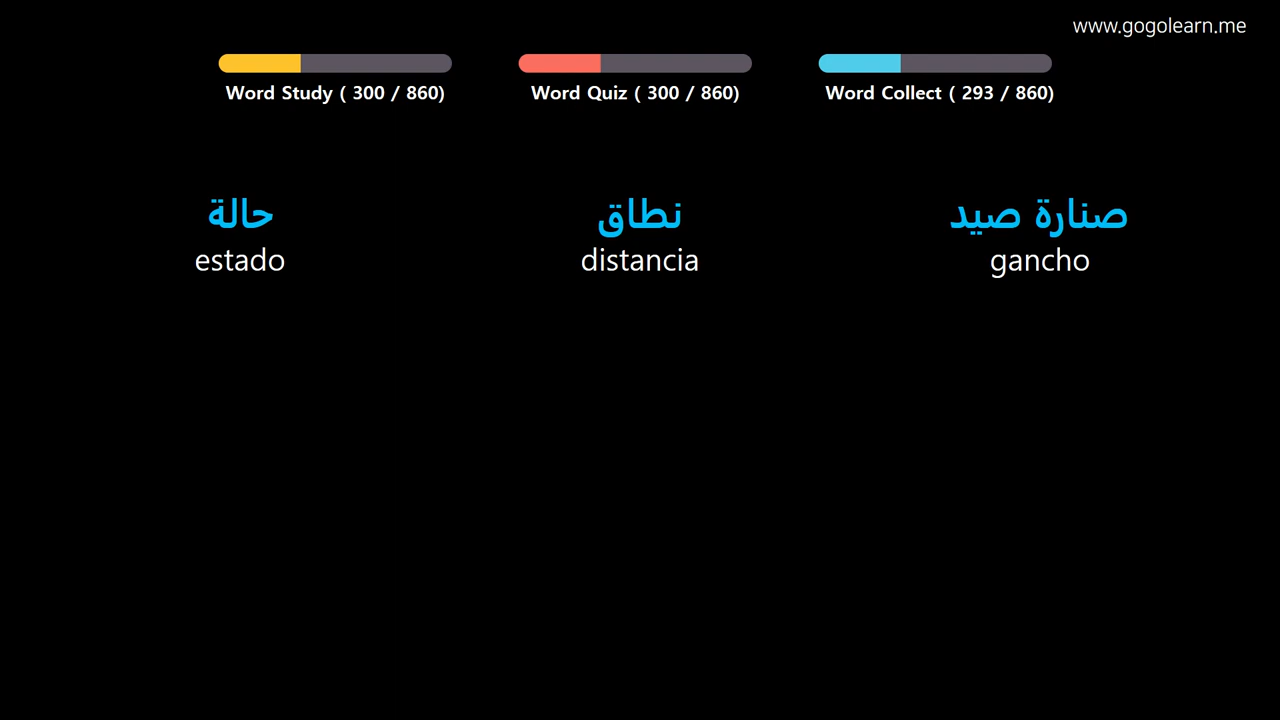 www.gogolearn.me
Word Study ( 300 / 860)
Word Quiz ( 300 / 860)
Word Collect ( 293 / 860)
حالة
estado
نطاق
distancia
صنارة صيد
gancho